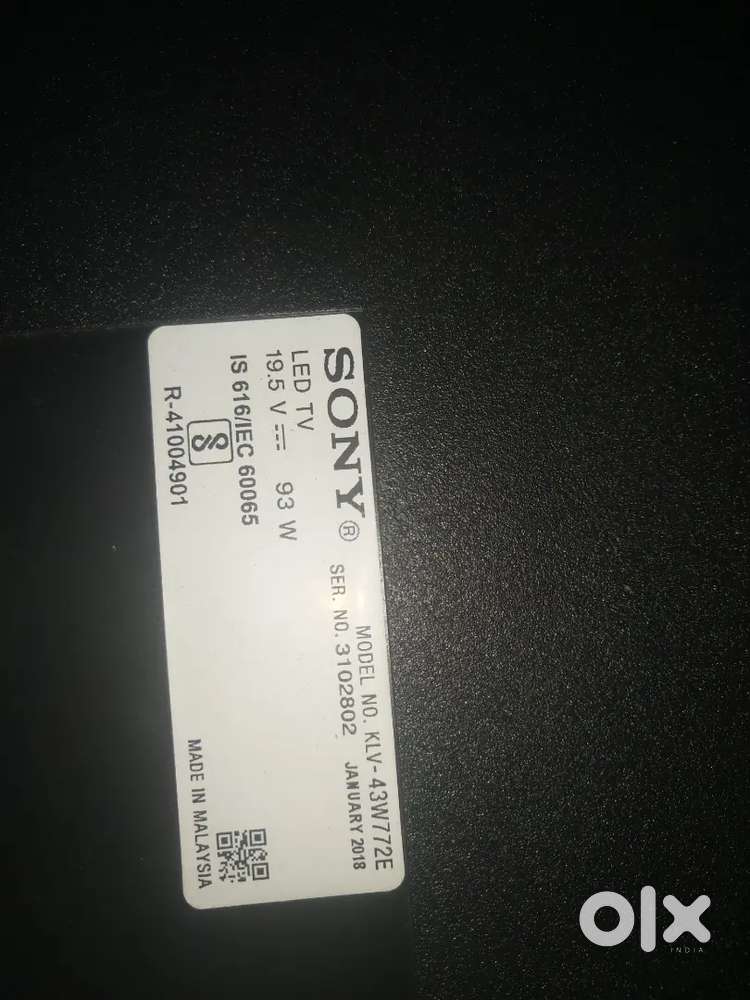 SONY®
LED TV
19.5 V ⎓ 93 W
IS 616/IEC 60065
R-41004901
MODEL NO. KLV-43W772E
SER. NO. 3102802
JANUARY 2018
MADE IN MALAYSIA
olx
INDIA